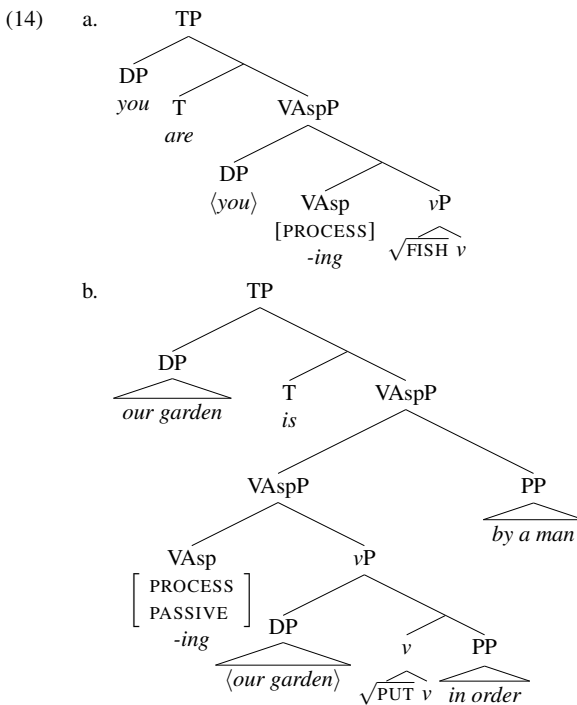 (14) a. TP
DP
you T VAspP
are
DP
⟨you⟩ VAsp vP
[PROCESS] √FISH v
-ing
b. TP
DP
our garden T VAspP
is
VAspP PP
by a man
VAsp vP
[PROCESS
PASSIVE]
-ing DP v PP
⟨our garden⟩ √PUT v in order